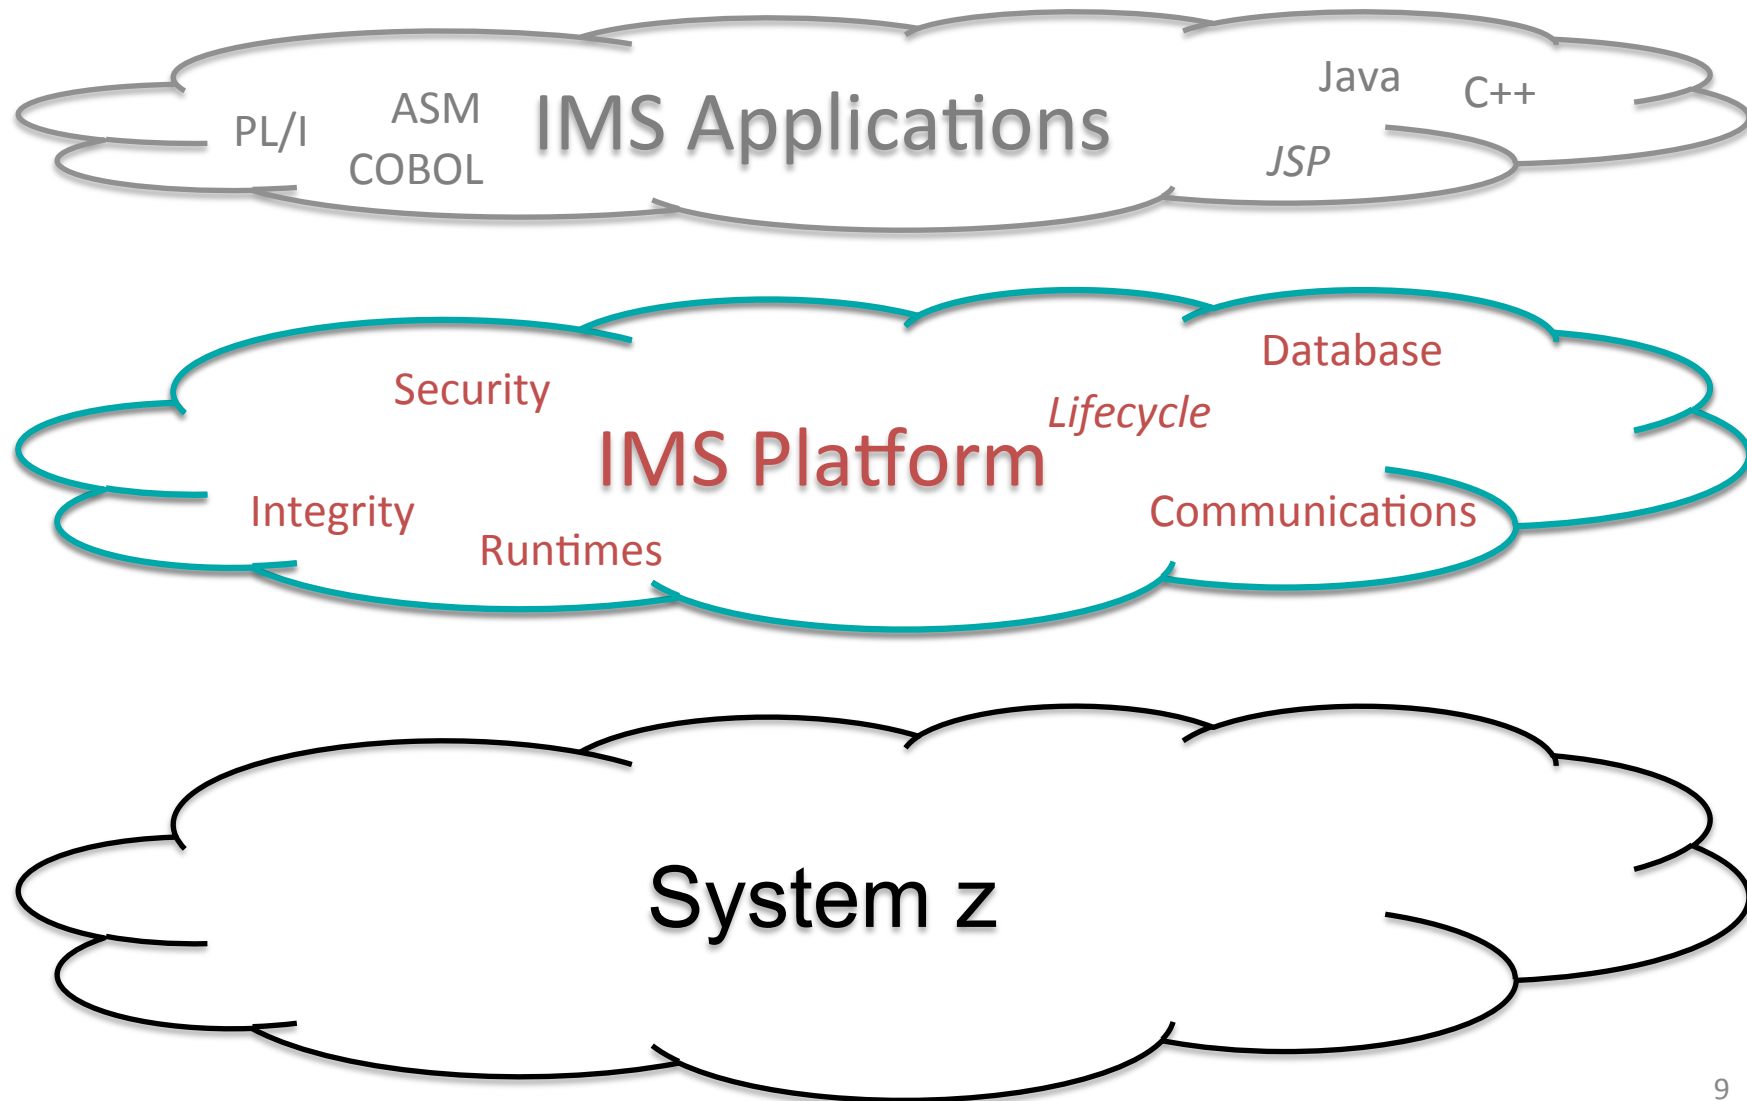 Java
C++
ASM
IMS Applications
PL/I
COBOL
JSP
Database
Security
Lifecycle
IMS Platform
Integrity
Communications
Runtimes
System z
9